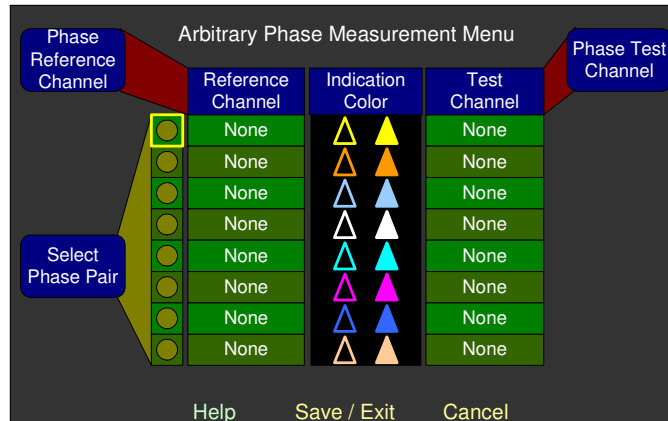 Arbitrary Phase Measurement Menu
Phase
Reference
Channel
Phase Test
Channel
Reference
Channel
Indication
Color
Test
Channel
None None
None None
None None
None None
None None
None None
None None
None None
Select
Phase Pair
Help Save / Exit Cancel